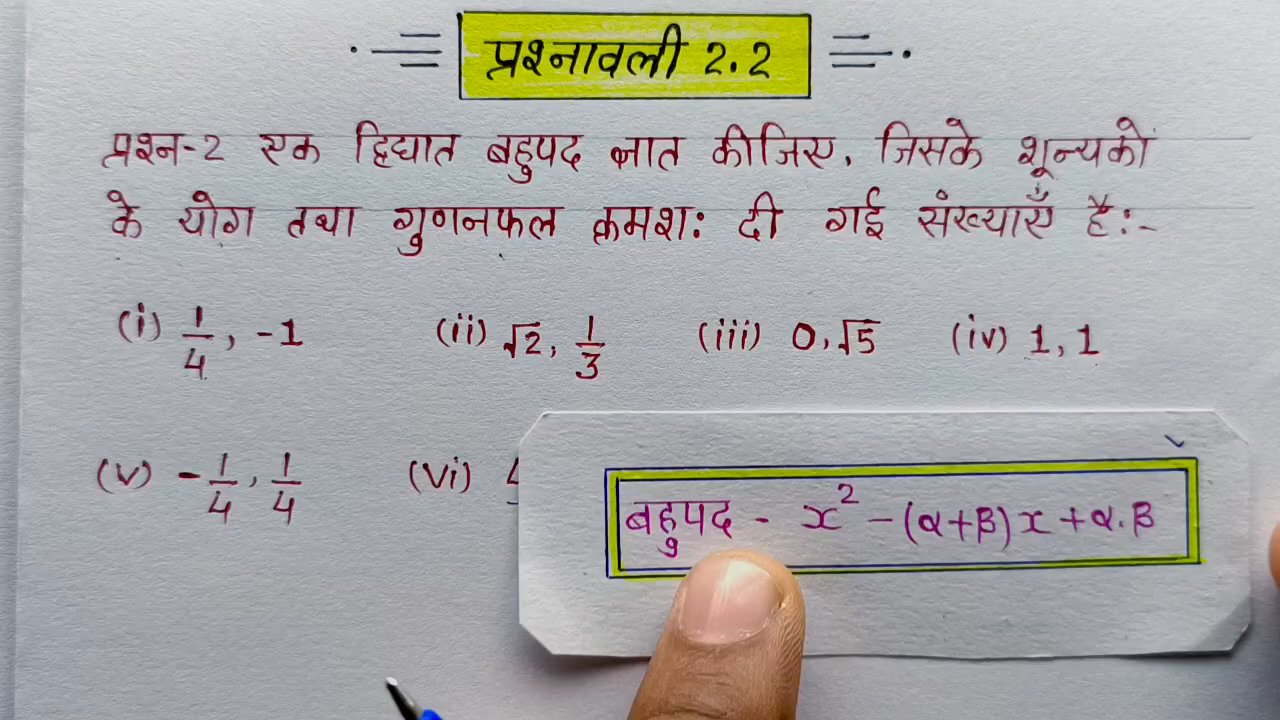 प्रश्नावली 2.2
प्रश्न-2 एक द्विघात बहुपद ज्ञात कीजिए, जिसके शून्यकों
के योग तथा गुणनफल क्रमश: दी गई संख्याएँ है:-
(i) 1/4, -1 (ii) √2, 1/3 (iii) 0, √5 (iv) 1, 1
(v) -1/4, 1/4 (vi)
बहुपद - x² - (α+β)x + α.β